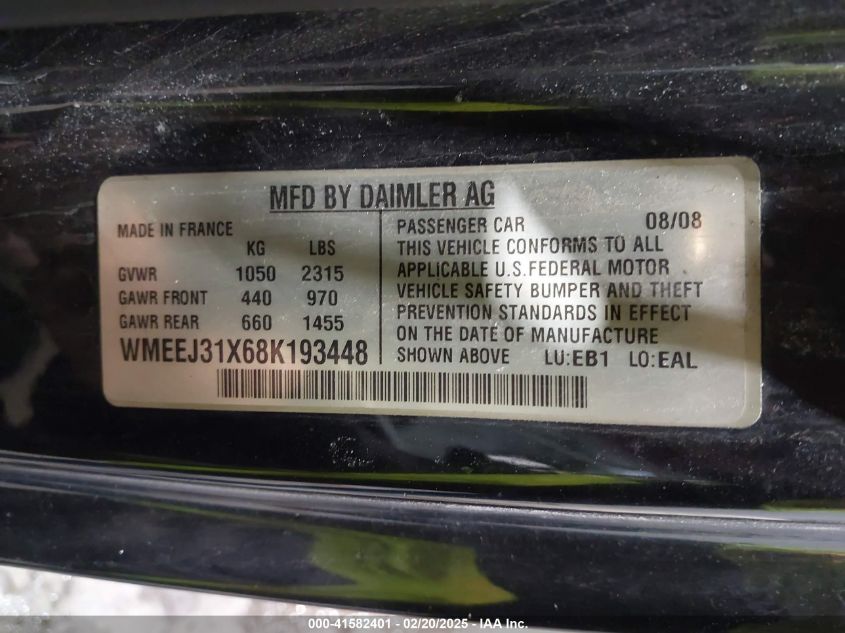 MFD BY DAIMLER AG
MADE IN FRANCE
KG LBS
GVWR 1050 2315
GAWR FRONT 440 970
GAWR REAR 660 1455
WMEEJ31X68K193448
PASSENGER CAR 08/08
THIS VEHICLE CONFORMS TO ALL
APPLICABLE U.S.FEDERAL MOTOR
VEHICLE SAFETY BUMPER AND THEFT
PREVENTION STANDARDS IN EFFECT
ON THE DATE OF MANUFACTURE
SHOWN ABOVE LU:EB1 LO:EAL
000-41582401 - 02/20/2025 - IAA, Inc.